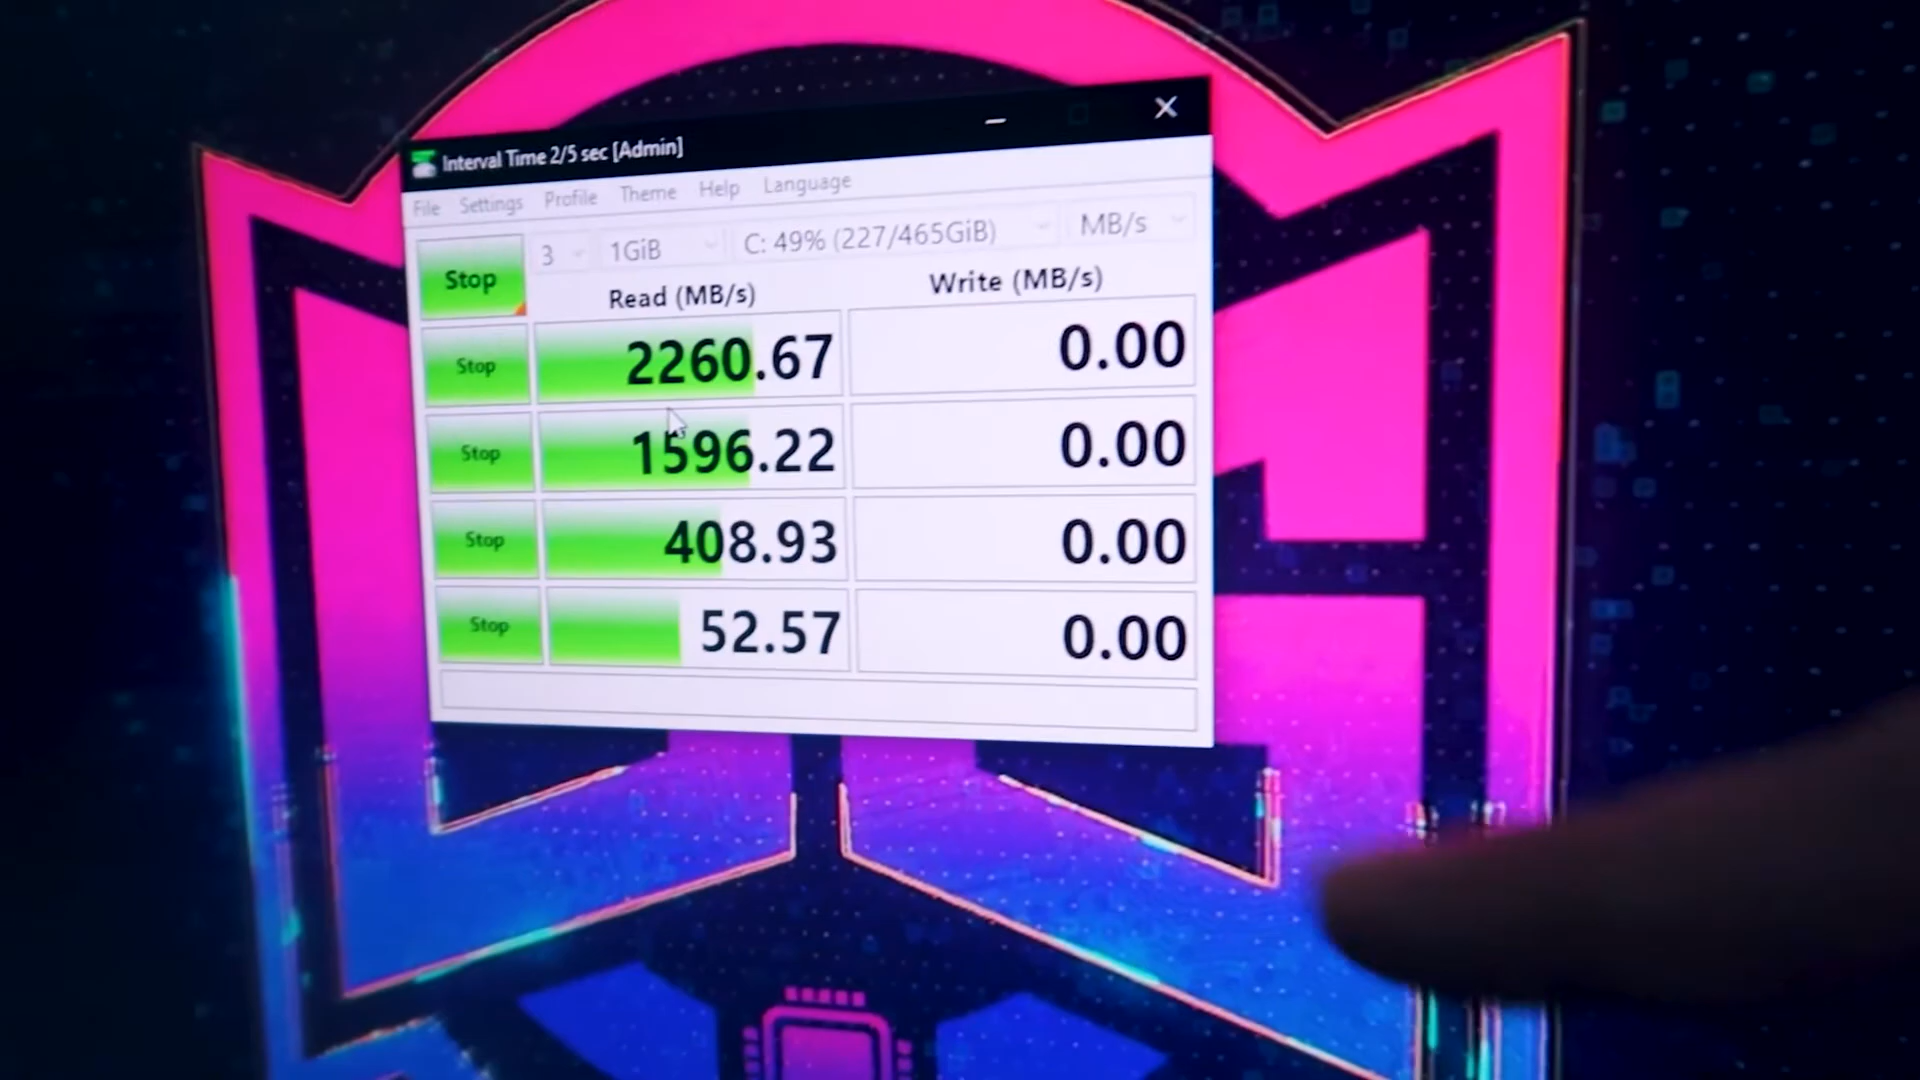 Interval Time 2/5 sec [Admin]
File Settings Profile Theme Help Language
Stop 3 1GiB C: 49% (227/465GiB) MB/s
Read (MB/s) Write (MB/s)
Stop 2260.67 0.00
Stop 1596.22 0.00
Stop 408.93 0.00
Stop 52.57 0.00